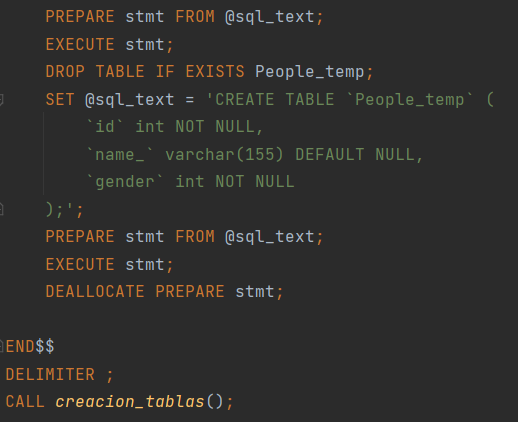 PREPARE stmt FROM @sql_text;
EXECUTE stmt;
DROP TABLE IF EXISTS People_temp;
SET @sql_text = 'CREATE TABLE `People_temp` (
`id` int NOT NULL,
`name_` varchar(155) DEFAULT NULL,
`gender` int NOT NULL
);';
PREPARE stmt FROM @sql_text;
EXECUTE stmt;
DEALLOCATE PREPARE stmt;
END$$
DELIMITER ;
CALL creacion_tablas();